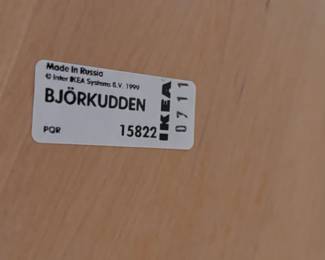 Made in Russia
© Inter IKEA Systems B.V. 1999
BJÖRKUDDEN
PQR 15822
IKEA
0711